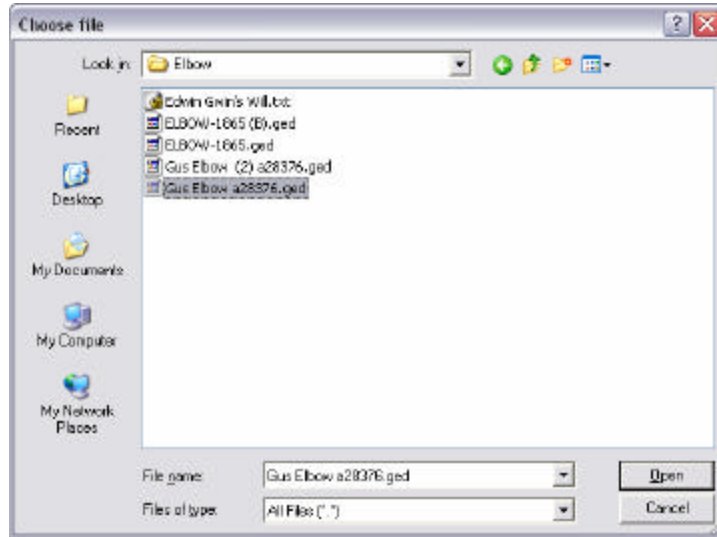 Choose file
Look in:
Elbow
Recent
Desktop
My Documents
My Computer
My Network
Places
Edwin Gwin's Will.txt
ELBOW-1865 (B).ged
ELBOW-1865.ged
Gus Elbow (2) a28376.ged
Gus Elbow a28376.ged
File name:
Gus Elbow a28376.ged
Open
Files of type:
All Files (*.*)
Cancel